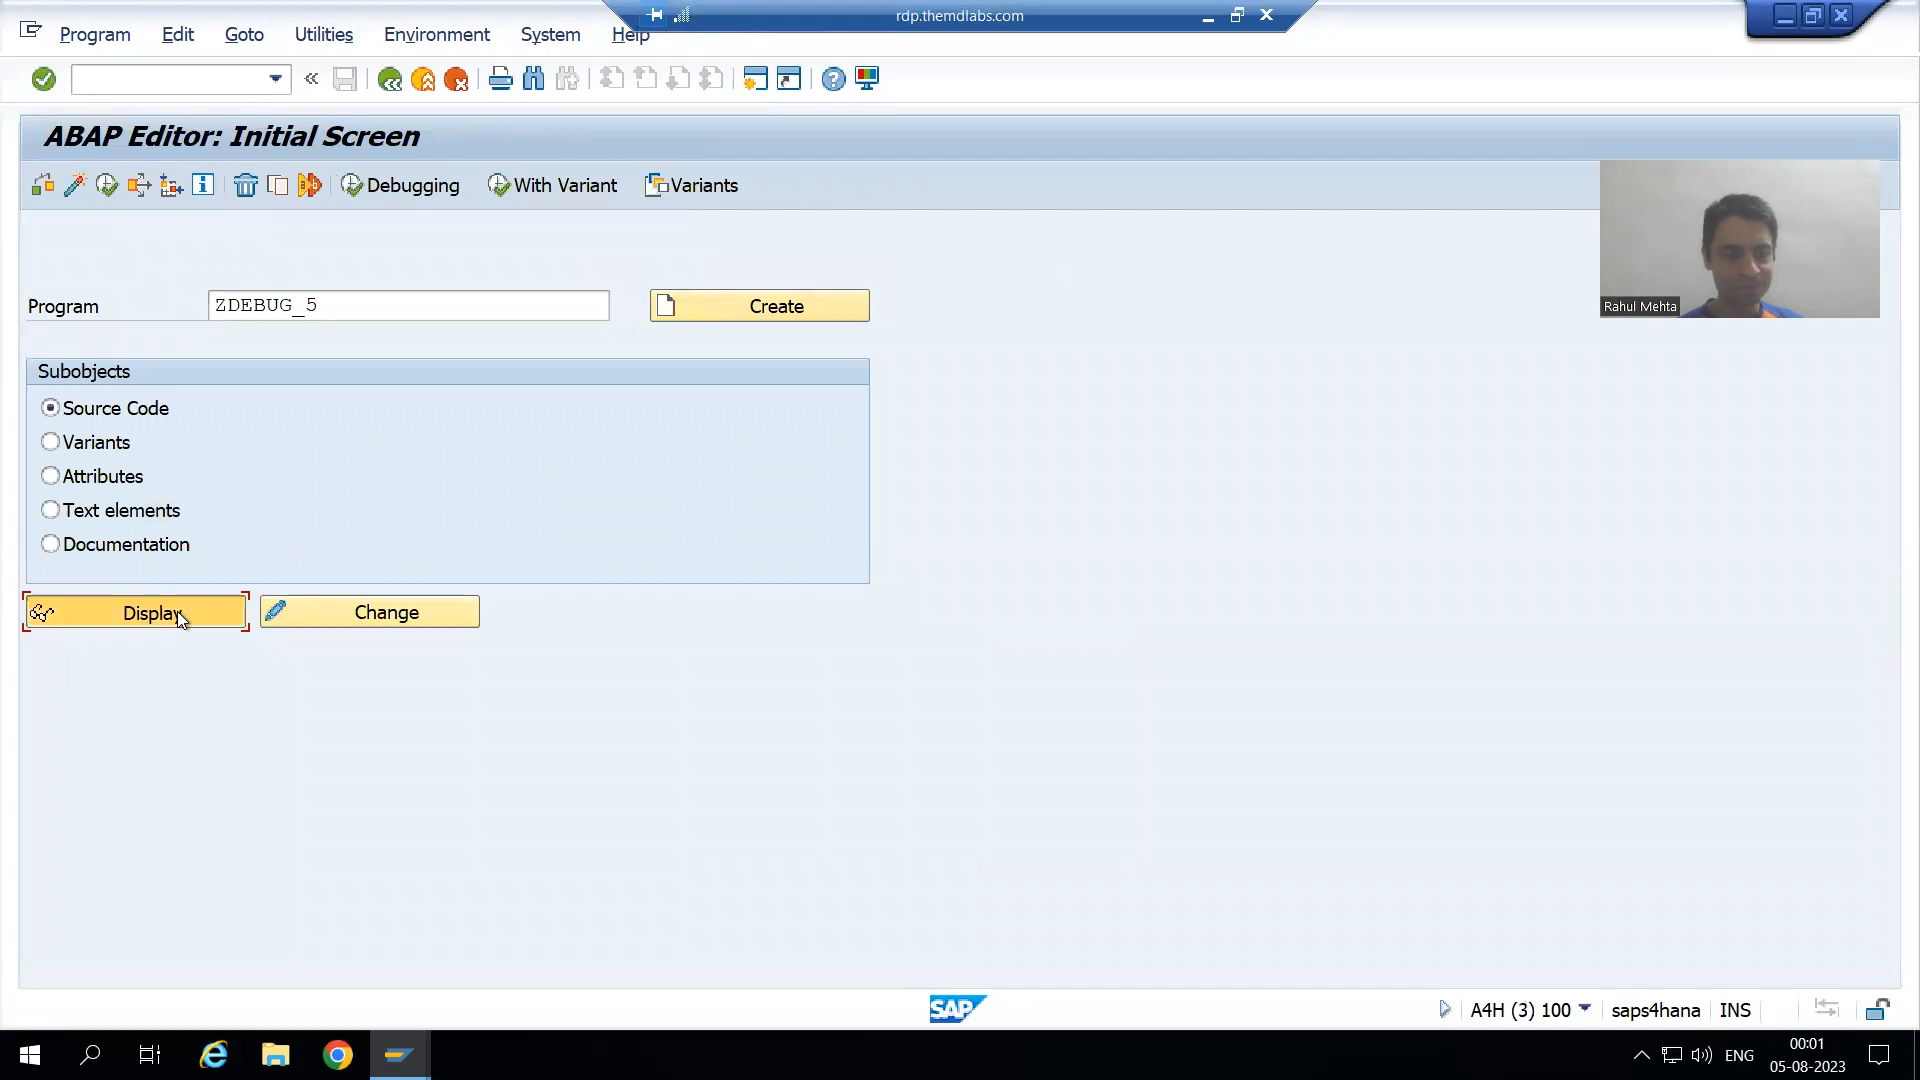 rdp.themdlabs.com
Program Edit Goto Utilities Environment System Help
ABAP Editor: Initial Screen
Debugging With Variant Variants
Rahul Mehta
Program ZDEBUG_5 Create
Subobjects
Source Code
Variants
Attributes
Text elements
Documentation
Display Change
SAP
A4H (3) 100 saps4hana INS
ENG
00:01
05-08-2023